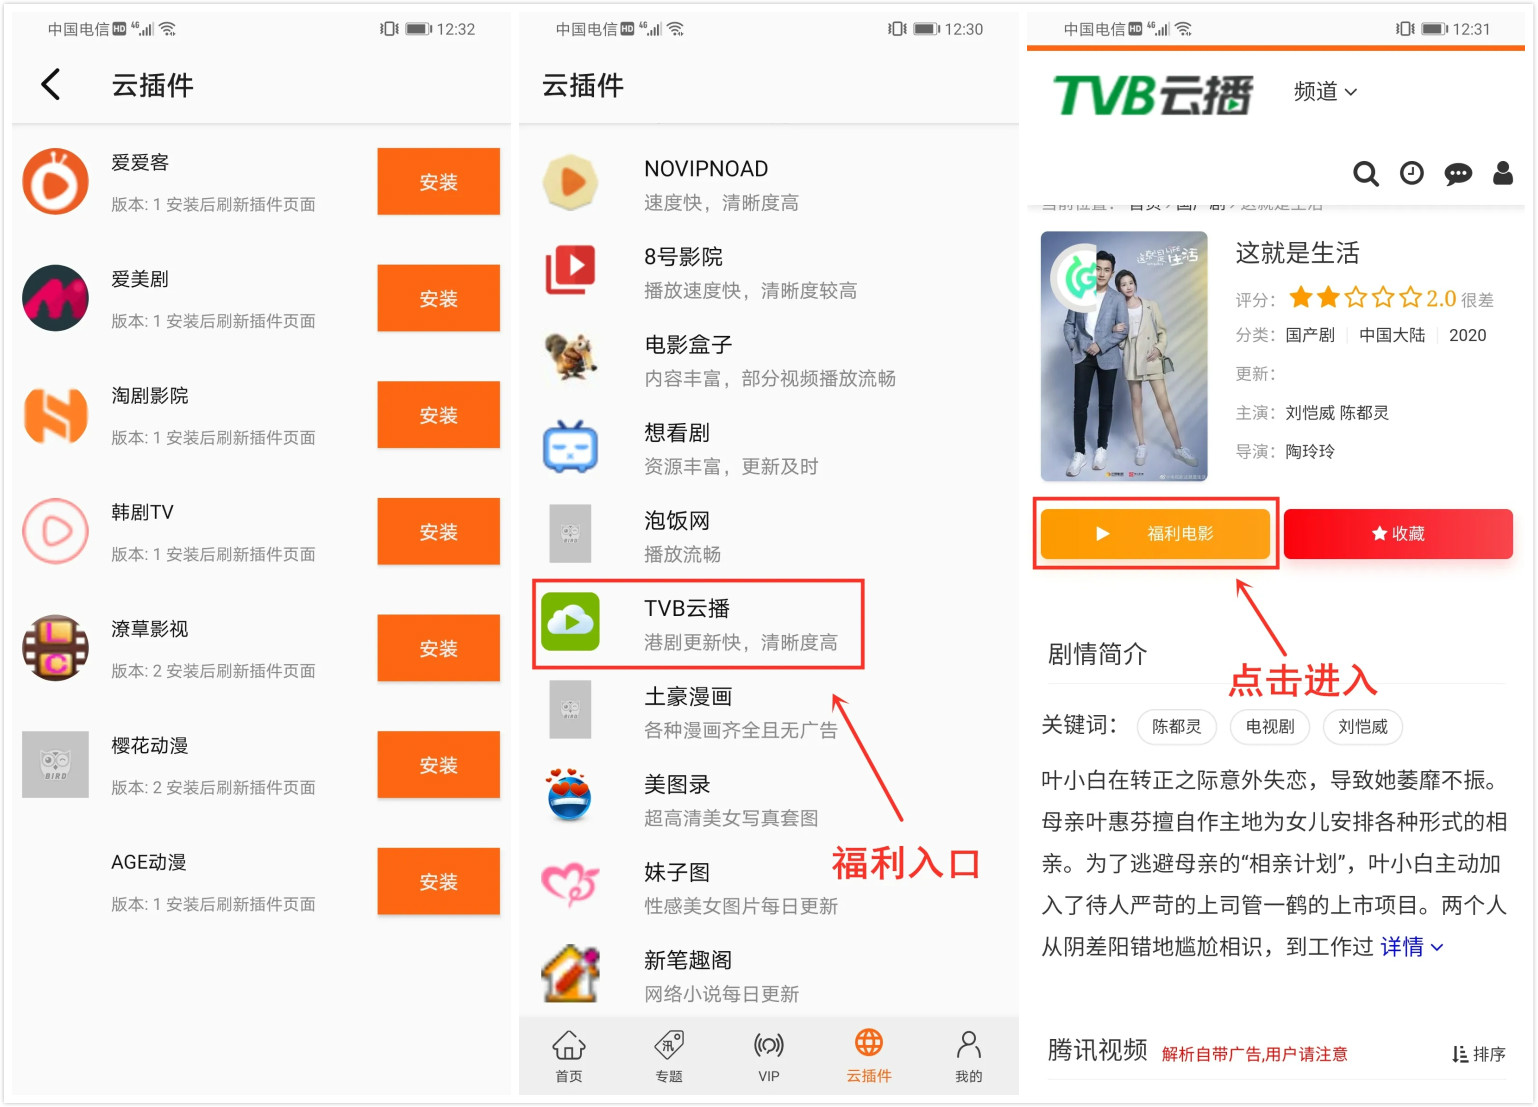 中国电信 HD 4G
12:32
云插件
爱爱客
版本: 1 安装后刷新插件页面
安装
爱美剧
版本: 1 安装后刷新插件页面
安装
淘剧影院
版本: 1 安装后刷新插件页面
安装
韩剧TV
版本: 1 安装后刷新插件页面
安装
潦草影视
版本: 2 安装后刷新插件页面
安装
LC
樱花动漫
版本: 2 安装后刷新插件页面
安装
BIRD
AGE动漫
版本: 1 安装后刷新插件页面
安装
中国电信 HD 4G
12:30
云插件
NOVIPNOAD
速度快，清晰度高
8号影院
播放速度快，清晰度较高
电影盒子
内容丰富，部分视频播放流畅
想看剧
资源丰富，更新及时
泡饭网
播放流畅
BIRD
TVB云播
港剧更新快，清晰度高
土豪漫画
各种漫画齐全且无广告
BIRD
美图录
超高清美女写真套图
福利入口
妹子图
性感美女图片每日更新
新笔趣阁
网络小说每日更新
首页
专题
VIP
云插件
我的
中国电信 HD 4G
12:31
TVB云播
频道
当前位置： 首页 国产剧 这就是生活
这就是生活
这就是生活
评分： 2.0 很差
分类： 国产剧 中国大陆 2020
更新：
主演： 刘恺威 陈都灵
导演： 陶玲玲
福利电影
收藏
点击进入
剧情简介
关键词： 陈都灵 电视剧 刘恺威
叶小白在转正之际意外失恋，导致她萎靡不振。
母亲叶惠芬擅自作主地为女儿安排各种形式的相
亲。为了逃避母亲的“相亲计划”，叶小白主动加
入了待人严苛的上司管一鹤的上市项目。两个人
从阴差阳错地尴尬相识，到工作过 详情
腾讯视频 解析自带广告,用户请注意
排序